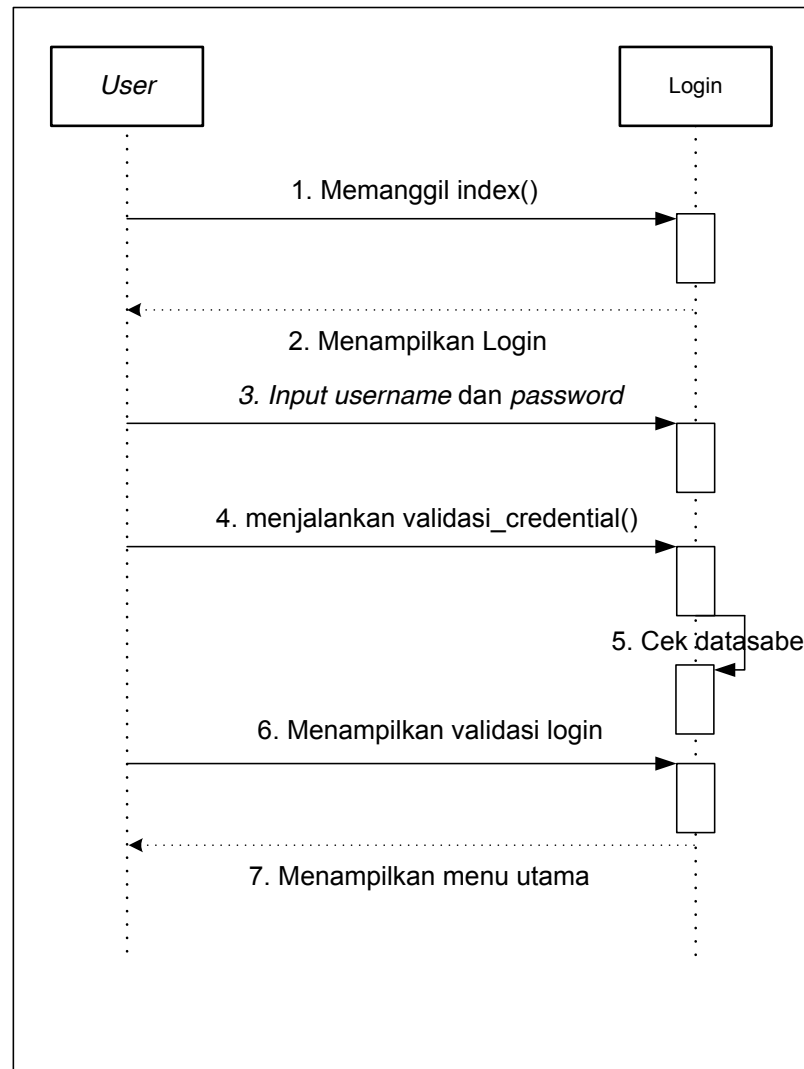 User
Login
1. Memanggil index()
2. Menampilkan Login
3. Input username dan password
4. menjalankan validasi_credential()
5. Cek datasabe
6. Menampilkan validasi login
7. Menampilkan menu utama